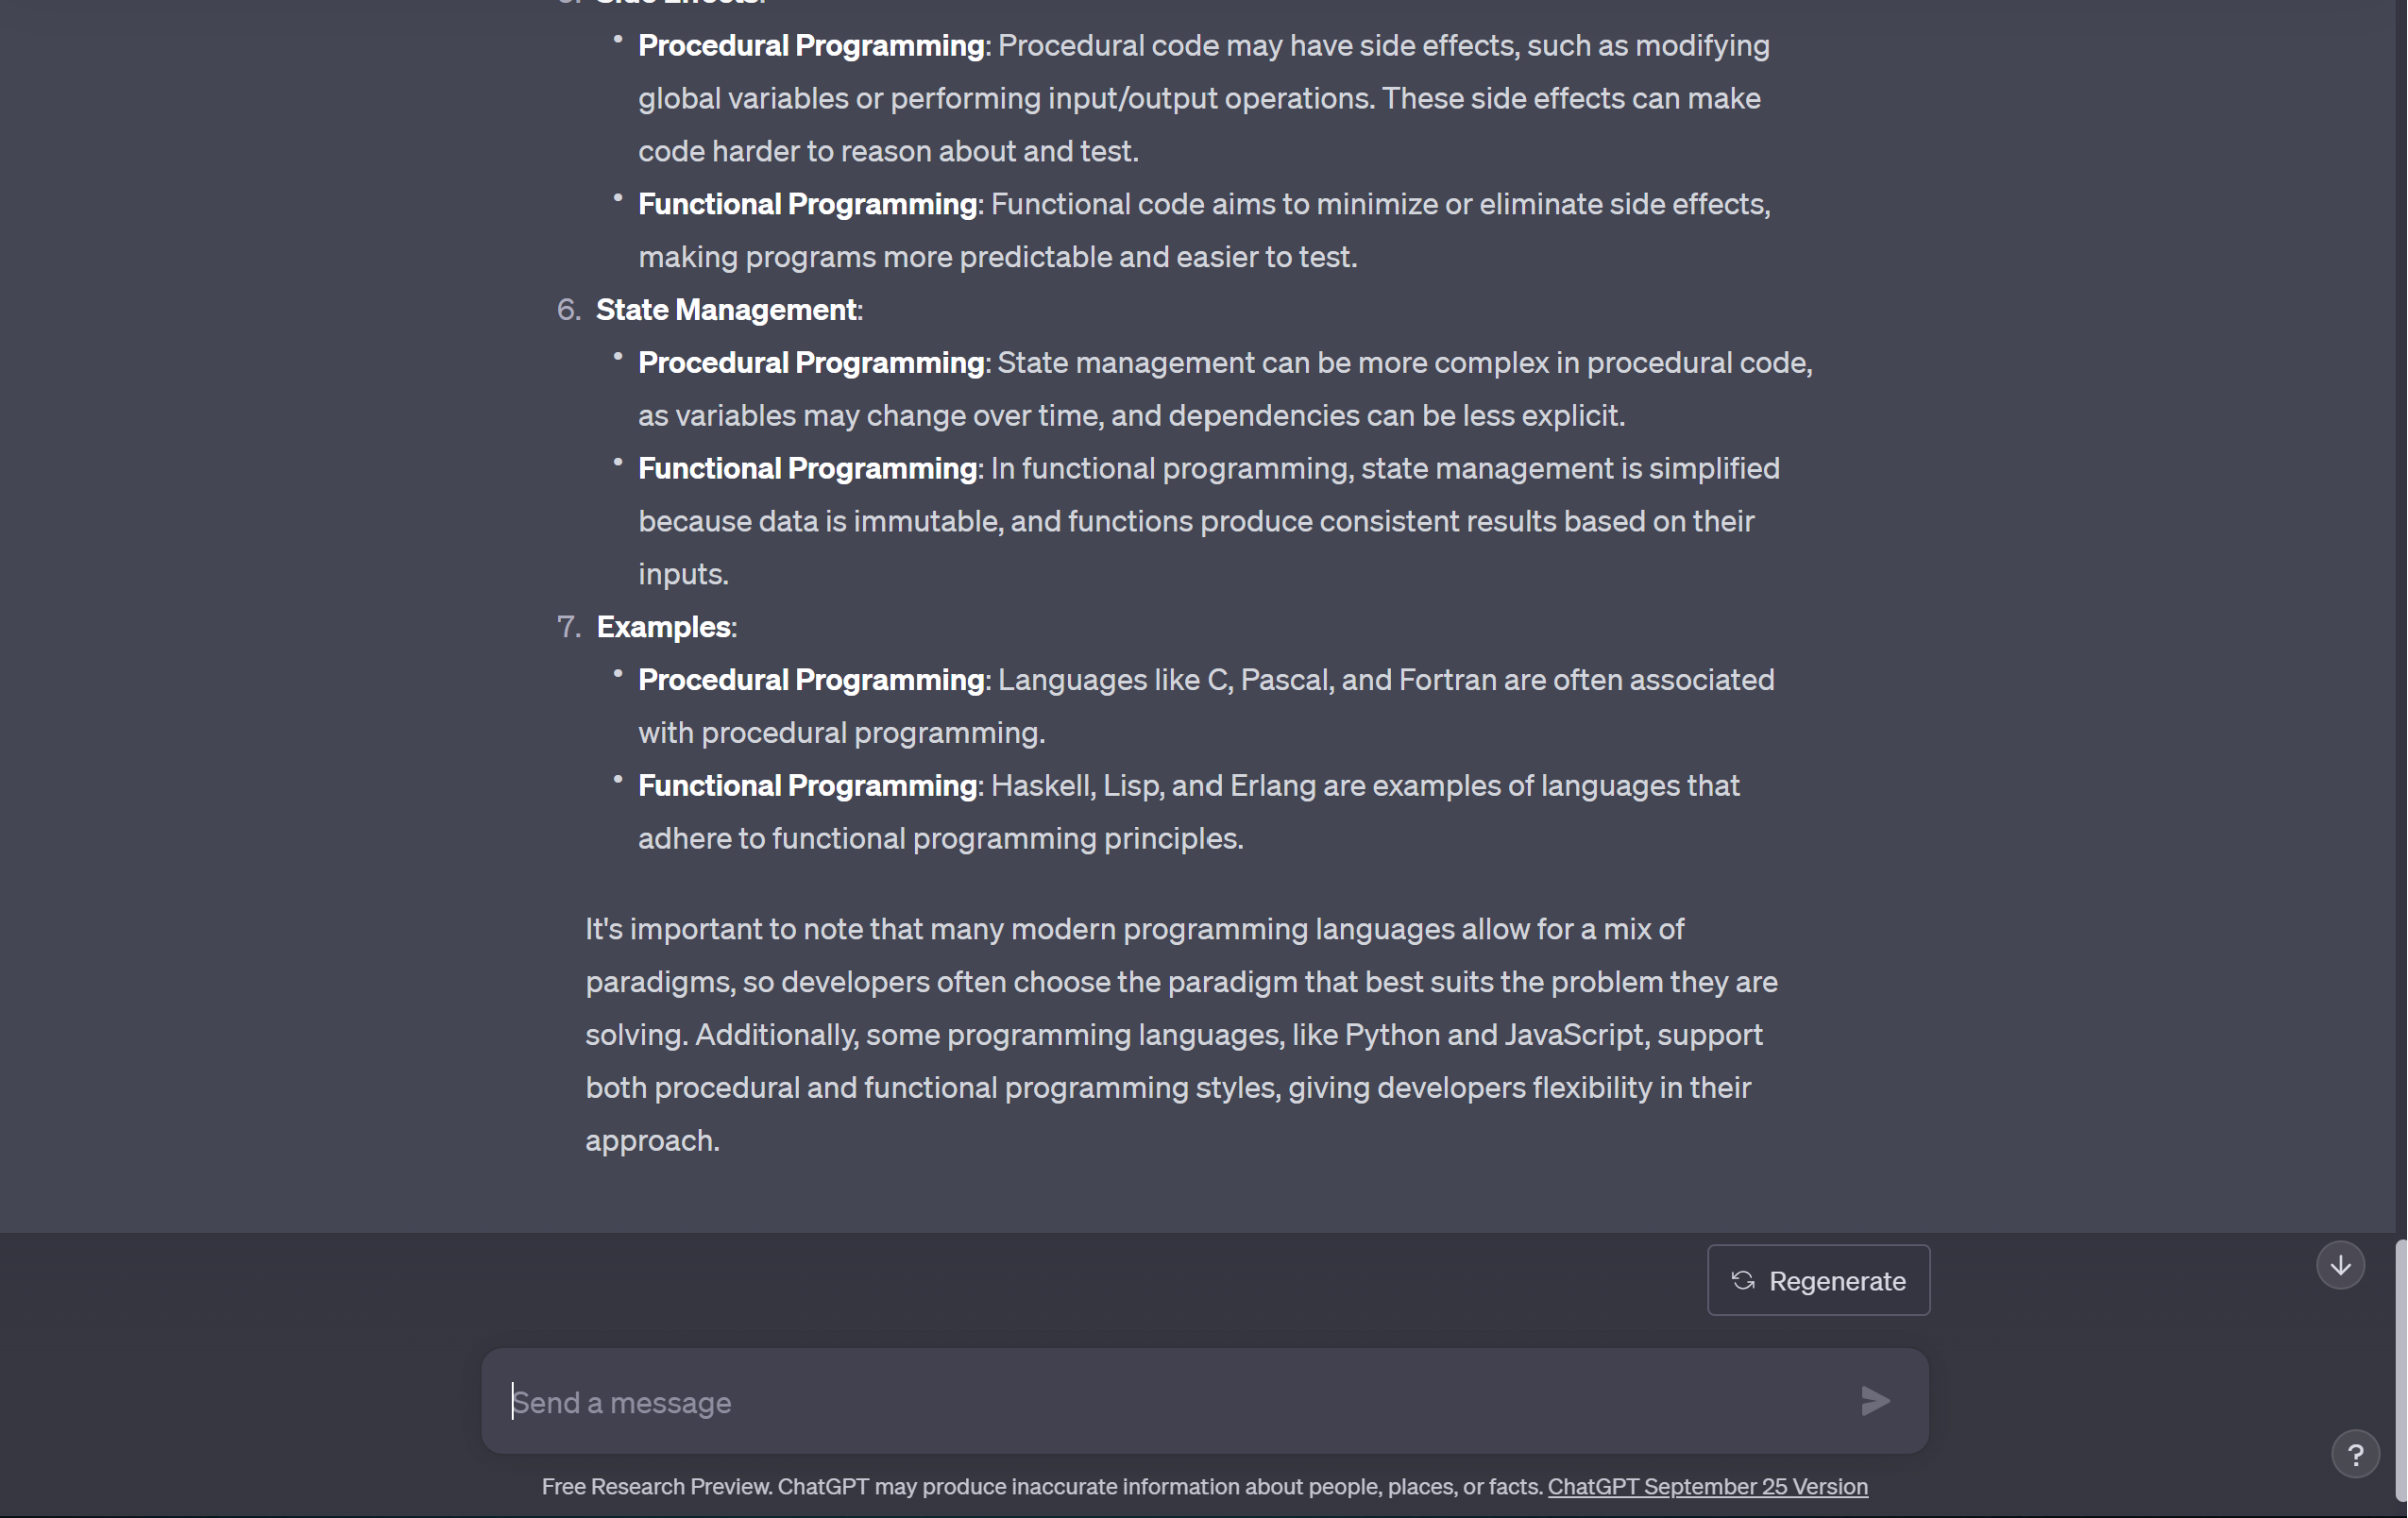 Side Effects:
• Procedural Programming: Procedural code may have side effects, such as modifying
global variables or performing input/output operations. These side effects can make
code harder to reason about and test.
• Functional Programming: Functional code aims to minimize or eliminate side effects,
making programs more predictable and easier to test.
6. State Management:
• Procedural Programming: State management can be more complex in procedural code,
as variables may change over time, and dependencies can be less explicit.
• Functional Programming: In functional programming, state management is simplified
because data is immutable, and functions produce consistent results based on their
inputs.
7. Examples:
• Procedural Programming: Languages like C, Pascal, and Fortran are often associated
with procedural programming.
• Functional Programming: Haskell, Lisp, and Erlang are examples of languages that
adhere to functional programming principles.
It's important to note that many modern programming languages allow for a mix of
paradigms, so developers often choose the paradigm that best suits the problem they are
solving. Additionally, some programming languages, like Python and JavaScript, support
both procedural and functional programming styles, giving developers flexibility in their
approach.
Regenerate
Send a message
?
Free Research Preview. ChatGPT may produce inaccurate information about people, places, or facts. ChatGPT September 25 Version